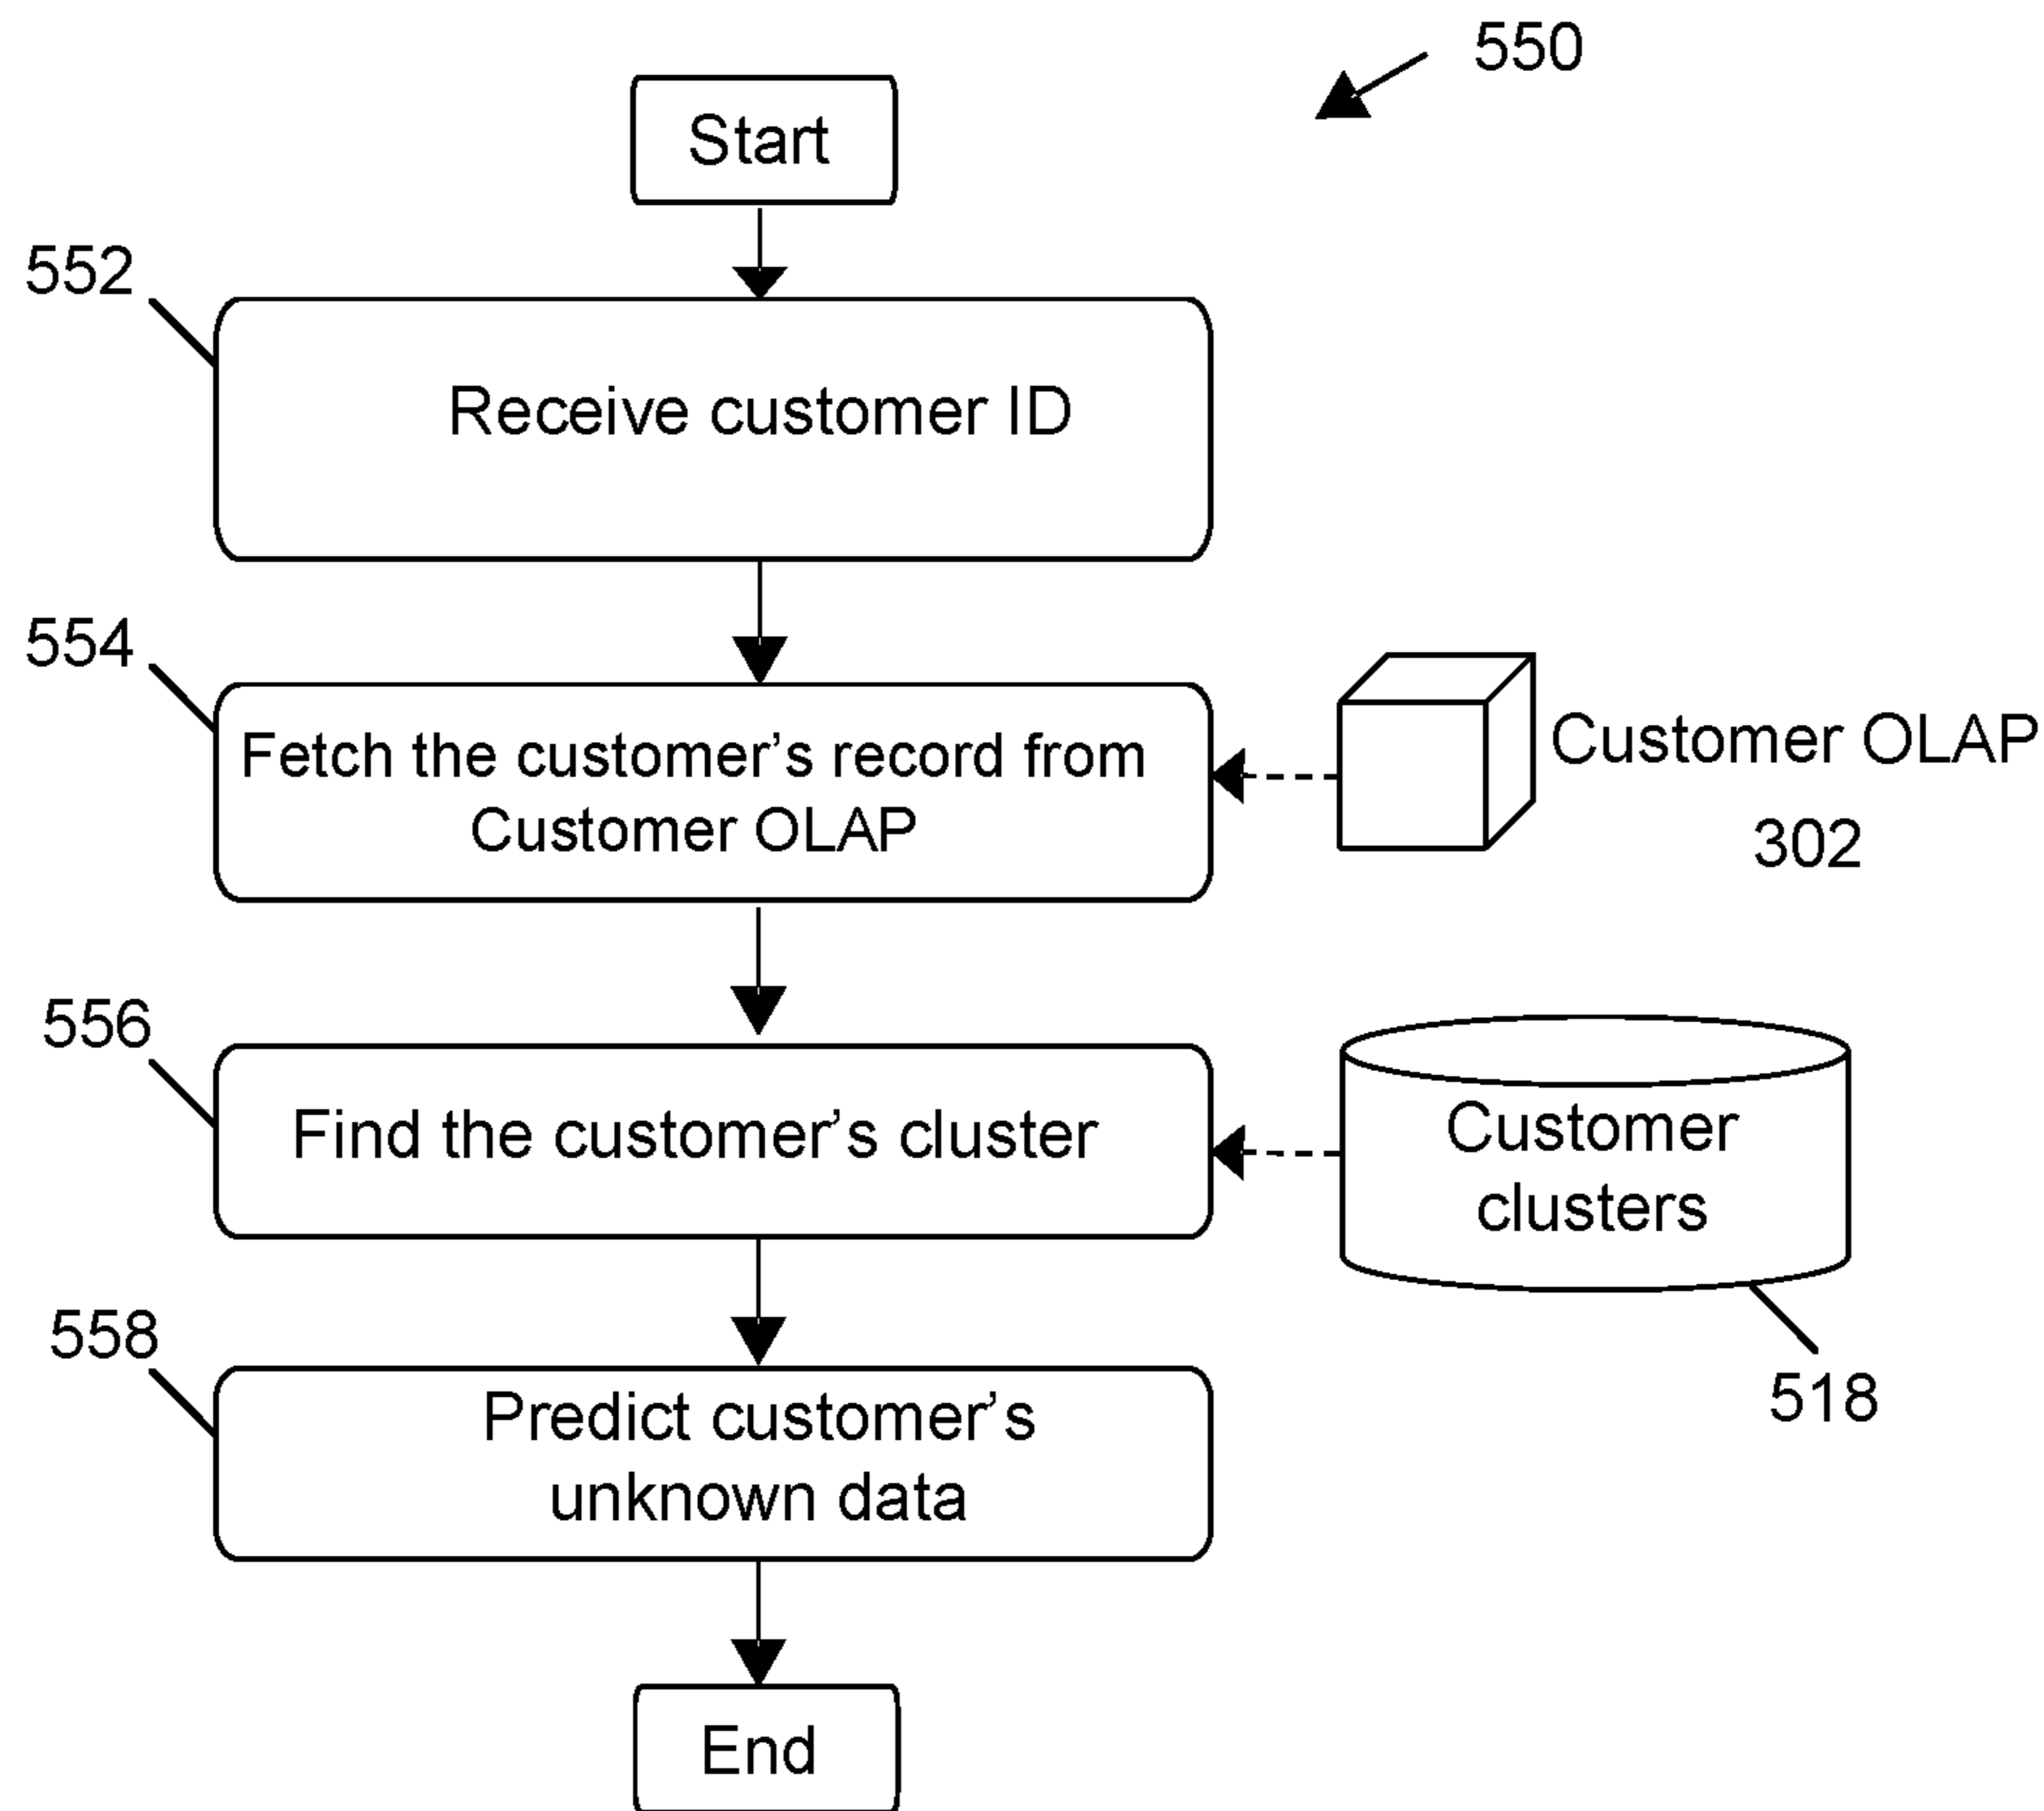 550
Start
552
Receive customer ID
554
Fetch the customer's record from
Customer OLAP
Customer OLAP
302
556
Find the customer's cluster
Customer
clusters
518
558
Predict customer's
unknown data
End